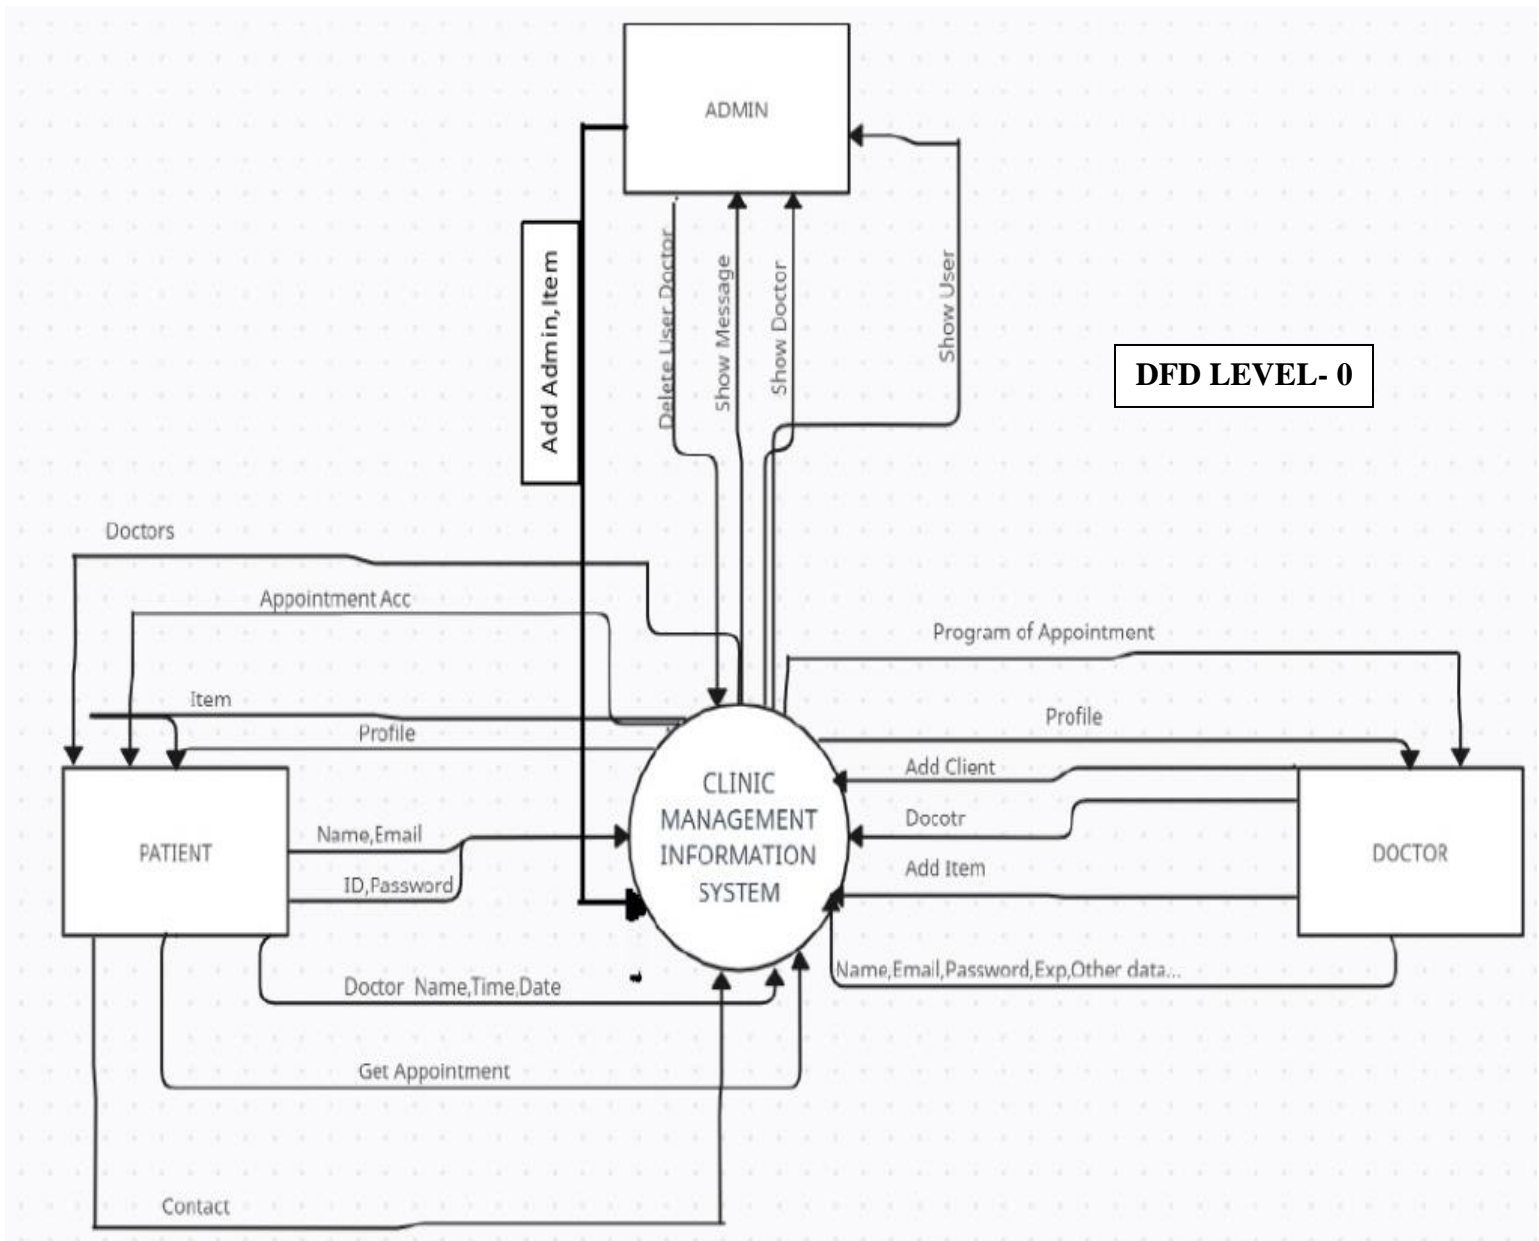 ADMIN
Add Admin,Item
Delete User,Doctor
Show Message
Show Doctor
Show User
DFD LEVEL- 0
Doctors
Appointment Acc
Program of Appointment
Item
Profile
Profile
CLINIC
MANAGEMENT
INFORMATION
SYSTEM
Add Client
Docotr
Add Item
PATIENT
Name,Email
ID,Password
DOCTOR
Name,Email,Password,Exp,Other data...
Doctor Name,Time,Date
Get Appointment
Contact